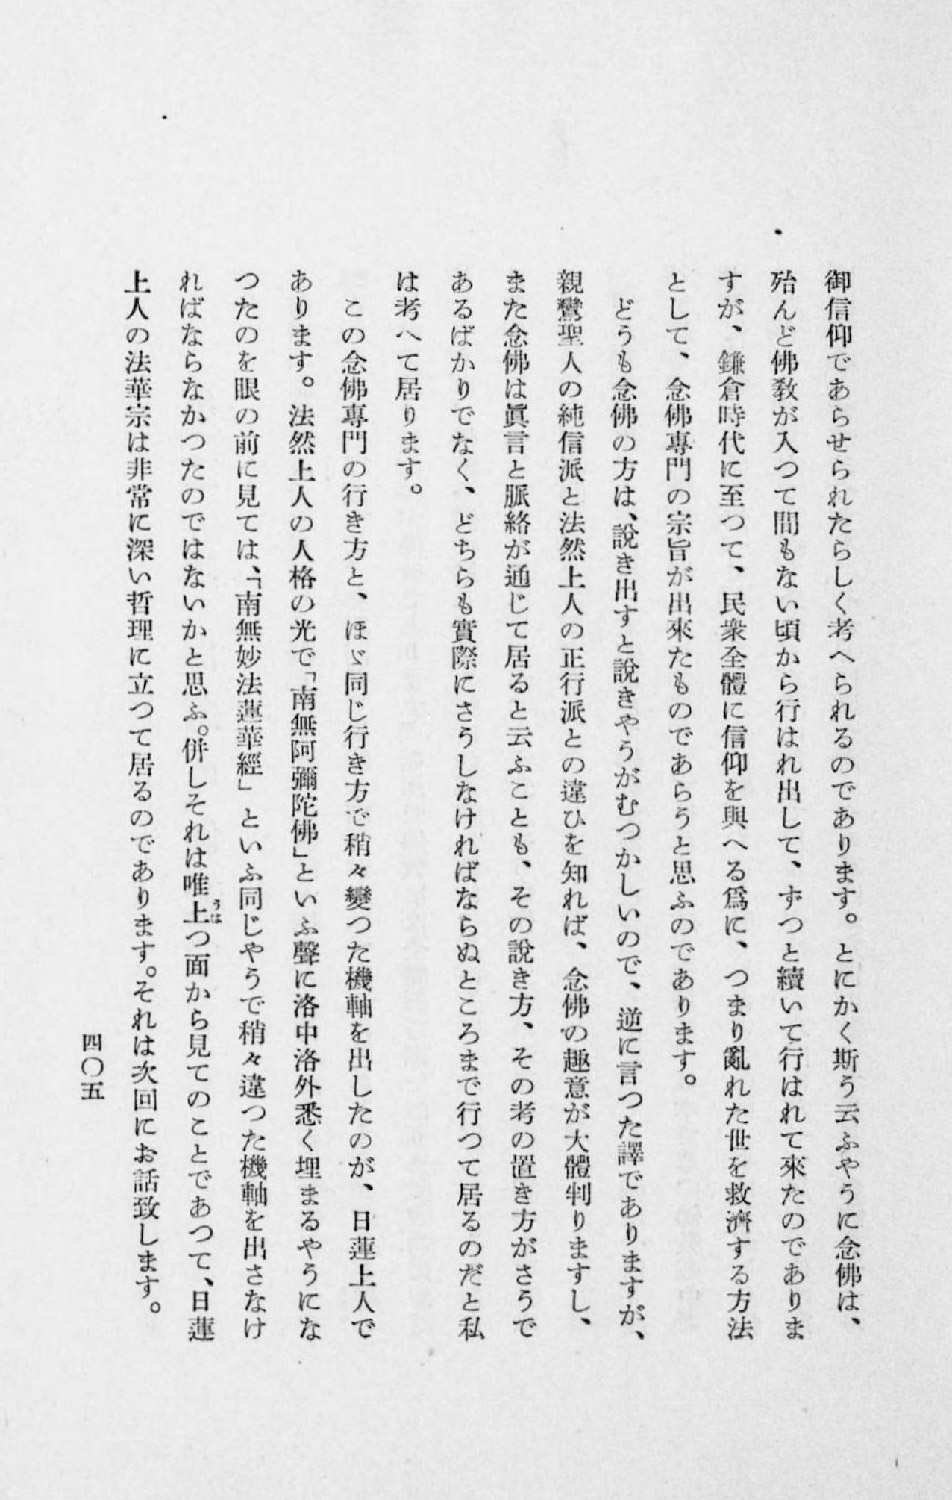 御信仰であらせられたらしく考へられるのであります。とにかく斯う云ふやうに念佛は、
殆んど佛敎が入つて間もない頃から行はれ出して、ずつと續いて行はれて來たのでありま
すが、鎌倉時代に至つて、民衆全體に信仰を與へる爲に、つまり亂れた世を救濟する方法
として、念佛專門の宗旨が出來たものであらうと思ふのであります。
どうも念佛の方は、說き出すと說きやうがむつかしいので、逆に言つた譯でありますが、
親鸞聖人の純信派と法然上人の正行派との違ひを知れば、念佛の趣意が大體判りますし、
また念佛は眞言と脈絡が通じて居ると云ふことも、その說き方、その考の置き方がさうで
あるばかりでなく、どちらも實際にさうしなければならぬところまで行つて居るのだと私
は考へて居ります。
この念佛專門の行き方と、ほゞ同じ行き方で稍々變つた機軸を出したのが、日蓮上人で
あります。法然上人の人格の光で「南無阿彌陀佛」といふ聲に洛中洛外悉く埋まるやうにな
つたのを眼の前に見ては、「南無妙法蓮華經」といふ同じやうで稍々違つた機軸を出さなけ
ればならなかつたのではないかと思ふ。併しそれは唯上つ面から見てのことであつて、日蓮
うは
上人の法華宗は非常に深い哲理に立つて居るのであります。それは次回にお話致します。
四〇五